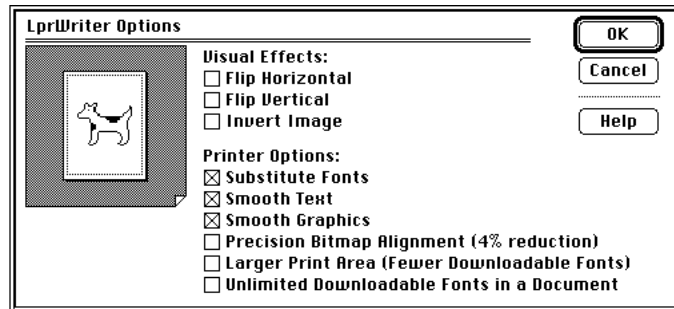 LprWriter Options
OK
Visual Effects:
Flip Horizontal
Cancel
Flip Vertical
Invert Image
Help
Printer Options:
Substitute Fonts
Smooth Text
Smooth Graphics
Precision Bitmap Alignment (4% reduction)
Larger Print Area (Fewer Downloadable Fonts)
Unlimited Downloadable Fonts in a Document